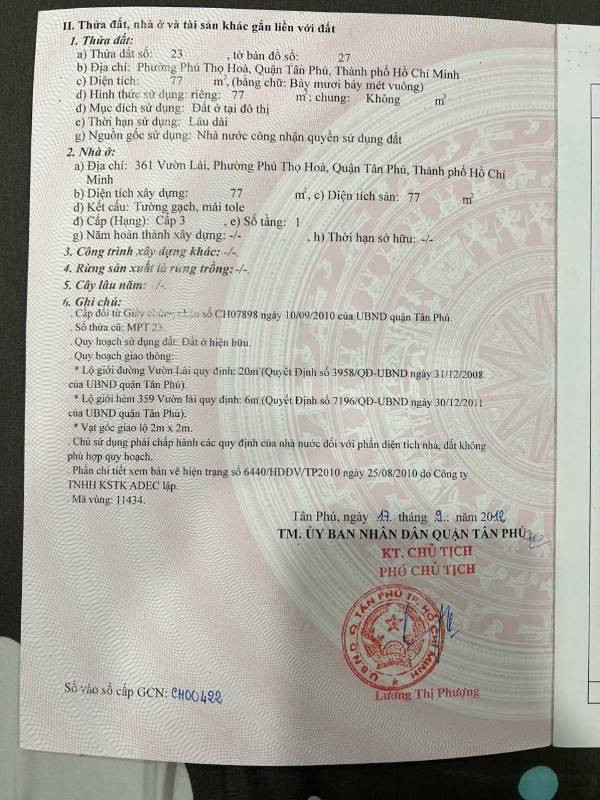 II. Thửa đất, nhà ở và tài sản khác gắn liền với đất
1. Thửa đất:
a) Thửa đất số: 23 , tờ bản đồ số: 27
b) Địa chỉ: Phường Phú Thọ Hoà, Quận Tân Phú, Thành phố Hồ Chí Minh
c) Diện tích: 77 m², (bằng chữ: Bảy mươi bảy mét vuông)
d) Hình thức sử dụng: riêng: 77 m²; chung: Không m²
đ) Mục đích sử dụng: Đất ở tại đô thị
e) Thời hạn sử dụng: Lâu dài
g) Nguồn gốc sử dụng: Nhà nước công nhận quyền sử dụng đất
2. Nhà ở:
a) Địa chỉ: 361 Vườn Lài, Phường Phú Thọ Hoà, Quận Tân Phú, Thành phố Hồ Chí
Minh
b) Diện tích xây dựng: 77 m², c) Diện tích sàn: 77 m²
d) Kết cấu: Tường gạch, mái tole
đ) Cấp (Hạng): Cấp 3 , e) Số tầng: 1
g) Năm hoàn thành xây dựng: -/- , h) Thời hạn sở hữu: -/-
3. Công trình xây dựng khác: -/-.
4. Rừng sản xuất là rừng trồng: -/-.
5. Cây lâu năm: -/-.
6. Ghi chú:
. Cấp đổi từ Giấy chứng nhận số CH07898 ngày 10/09/2010 của UBND quận Tân Phú.
. Số thửa cũ: MPT 23.
. Quy hoạch sử dụng đất: Đất ở hiện hữu.
. Quy hoạch giao thông:
* Lộ giới đường Vườn Lài quy định: 20m (Quyết Định số 3958/QĐ-UBND ngày 31/12/2008
của UBND quận Tân Phú).
* Lộ giới hẻm 359 Vườn lài quy định: 6m (Quyết Định số 7196/QĐ-UBND ngày 30/12/2011
của UBND quận Tân Phú).
* Vạt góc giao lộ 2m x 2m.
. Chủ sử dụng phải chấp hành các quy định của nhà nước đối với phần diện tích nhà, đất không
phù hợp quy hoạch.
. Phần chi tiết xem bản vẽ hiện trạng số 6440/HDĐV/TP2010 ngày 25/08/2010 do Công ty
TNHH KSTK ADEC lập.
. Mã vùng: 11434.
Tân Phú, ngày 17 tháng 9 năm 2012
TM. ỦY BAN NHÂN DÂN QUẬN TÂN PHÚ
KT. CHỦ TỊCH
PHÓ CHỦ TỊCH
U.B.N.D. Q. TÂN PHÚ TP. HỒ CHÍ MINH
Lương Thị Phượng
Số vào sổ cấp GCN: CH00422